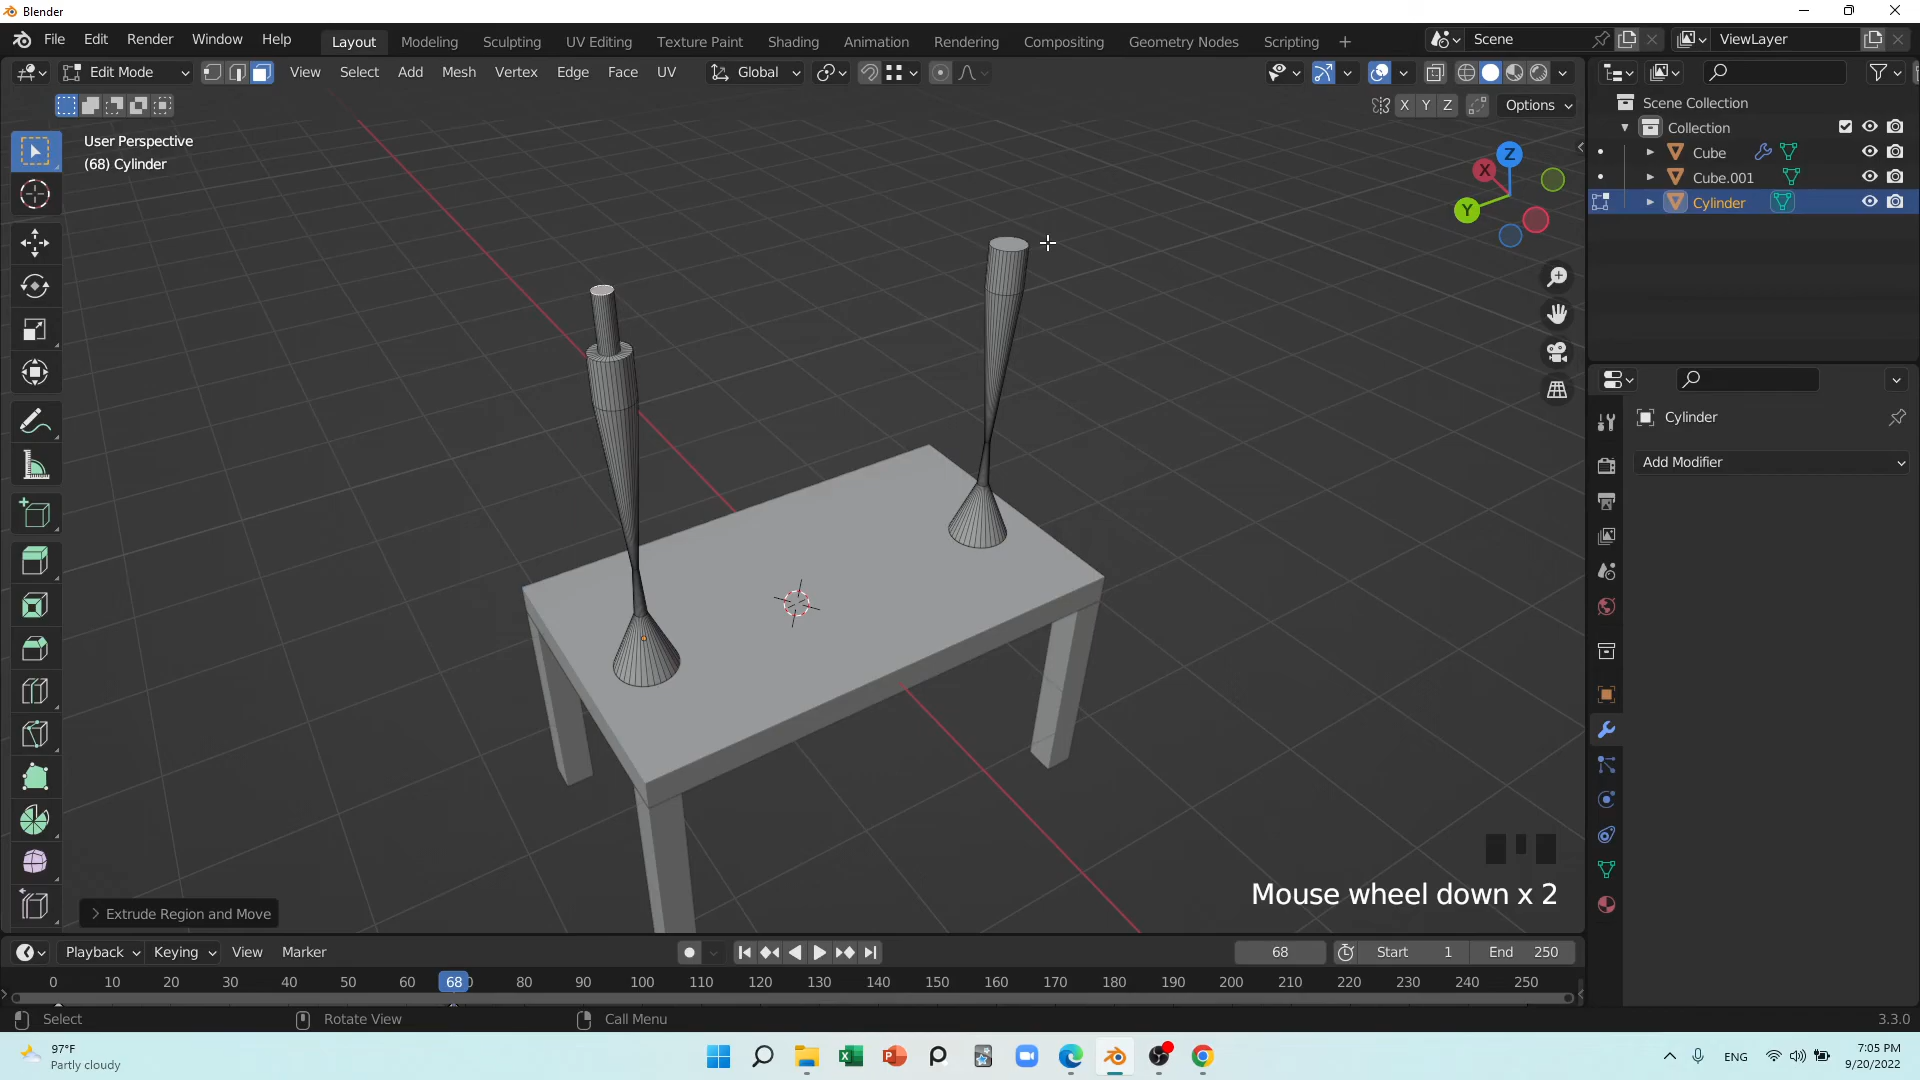 Blender
File Edit Render Window Help Layout Modeling Sculpting UV Editing Texture Paint Shading Animation Rendering Compositing Geometry Nodes Scripting Scene ViewLayer
Edit Mode View Select Add Mesh Vertex Edge Face UV Global
X Y Z Options
User Perspective
(68) Cylinder
Scene Collection
Collection
Cube
Cube.001
Cylinder
Z
X
Y
Cylinder
Add Modifier
Mouse wheel down x 2
Extrude Region and Move
Playback Keying View Marker 68 Start 1 End 250
0 10 20 30 40 50 60 68 80 90 100 110 120 130 140 150 160 170 180 190 200 210 220 230 240 250
Select Rotate View Call Menu 3.3.0
97°F
Partly cloudy
ENG
7:05 PM
9/20/2022